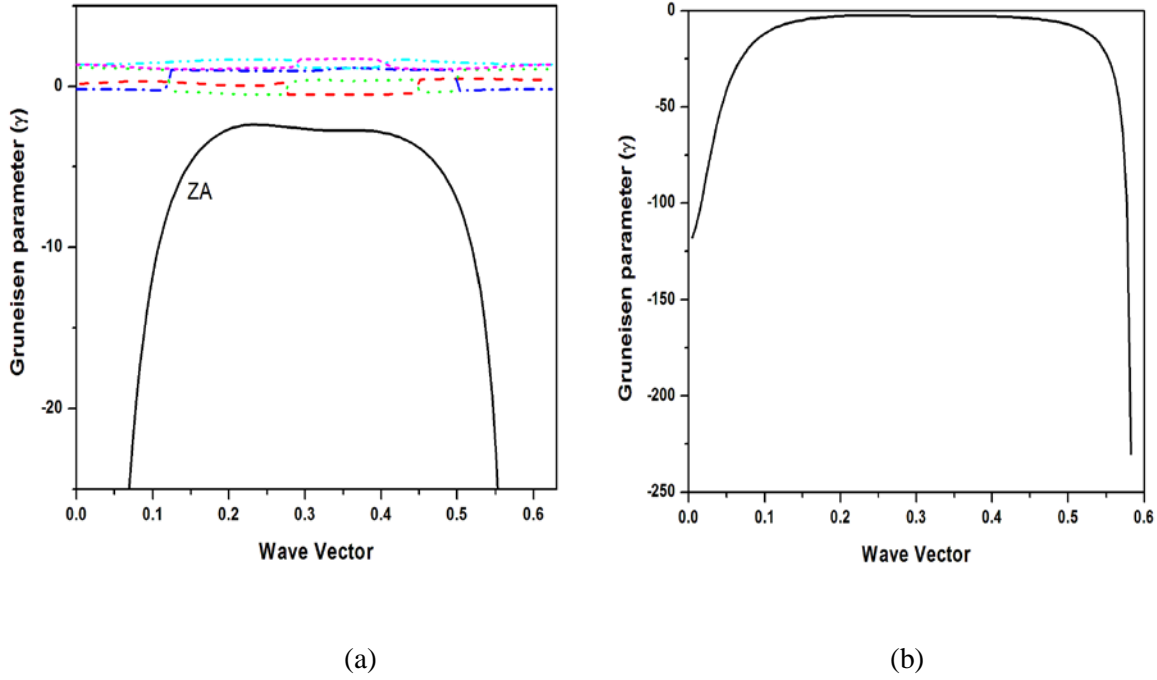 0
-10
-20
Gruneisen parameter (γ)
ZA
0.0 0.1 0.2 0.3 0.4 0.5 0.6
Wave Vector
(a)
0
-50
-100
-150
-200
-250
Gruneisen parameter (γ)
0.0 0.1 0.2 0.3 0.4 0.5 0.6
Wave Vector
(b)